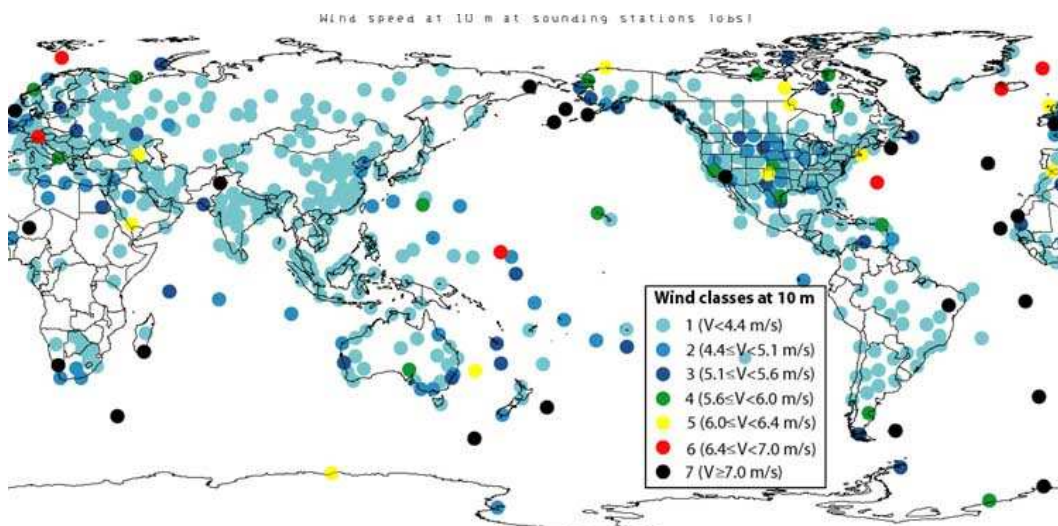 Wind speed at 10 m at sounding stations (obs)
Wind classes at 10 m
1 (V<4.4 m/s)
2 (4.4≤V<5.1 m/s)
3 (5.1≤V<5.6 m/s)
4 (5.6≤V<6.0 m/s)
5 (6.0≤V<6.4 m/s)
6 (6.4≤V<7.0 m/s)
7 (V≥7.0 m/s)